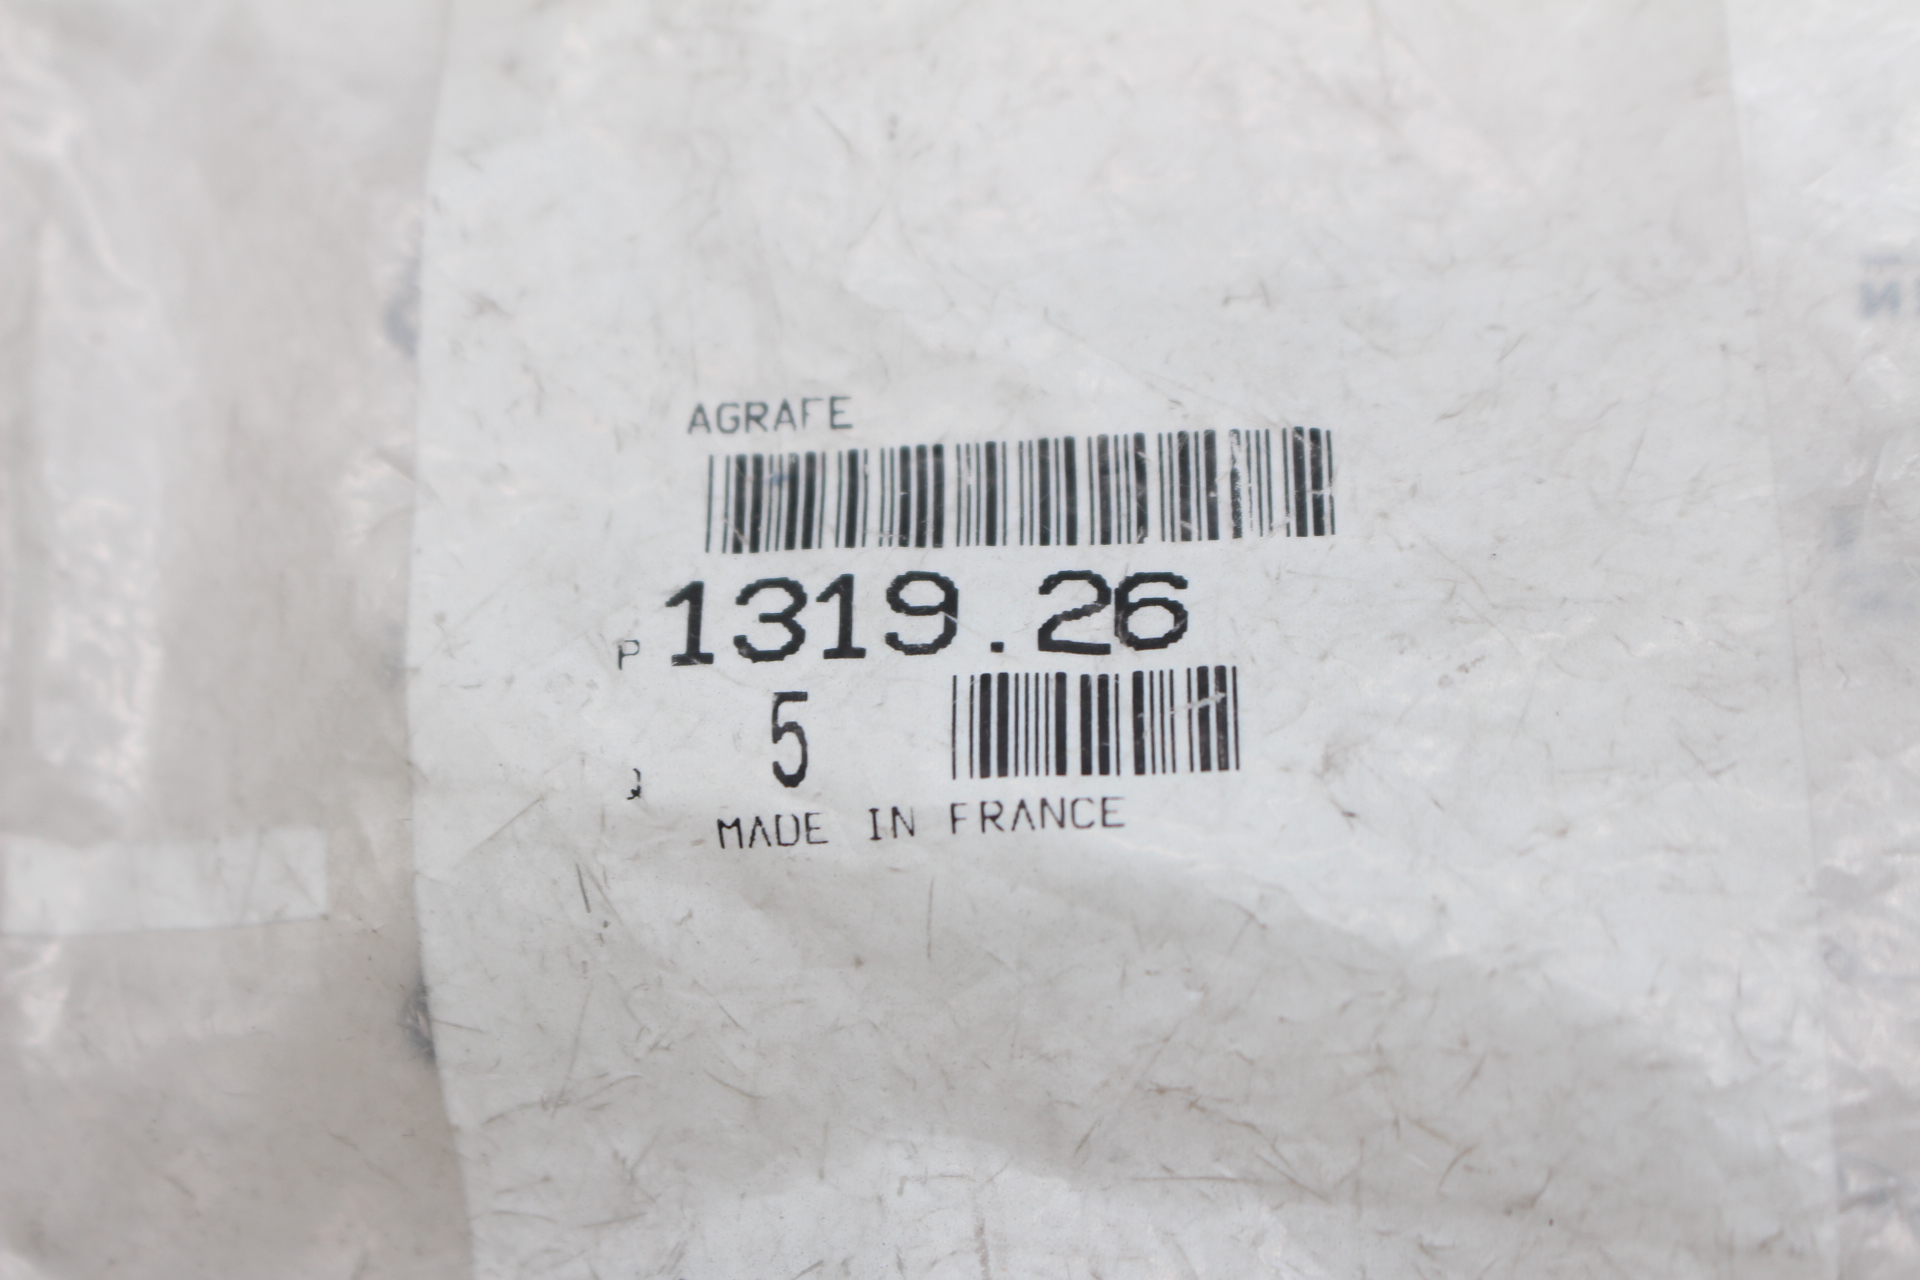 AGRAFE
P 1319.26
Q 5
MADE IN FRANCE